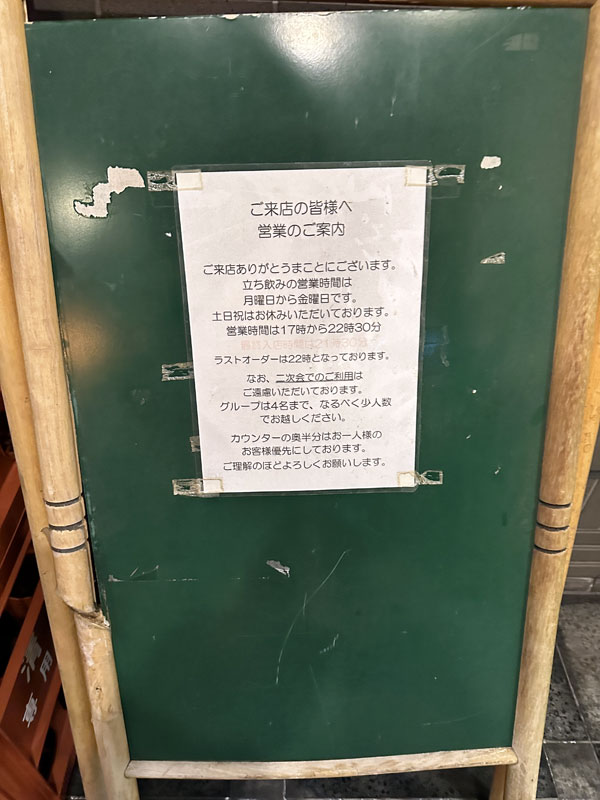 ご来店の皆様へ
営業のご案内
ご来店ありがとうまことにございます。
立ち飲みの営業時間は
月曜日から金曜日です。
土日祝はお休みいただいております。
営業時間は17時から22時30分
最終入店時間は21時30分
ラストオーダーは22時となっております。
なお、二次会でのご利用は
ご遠慮いただいております。
グループは4名まで、なるべく少人数
でお越しください。
カウンターの奥半分はお一人様の
お客様優先にしております。
ご理解のほどよろしくお願いします。
専用